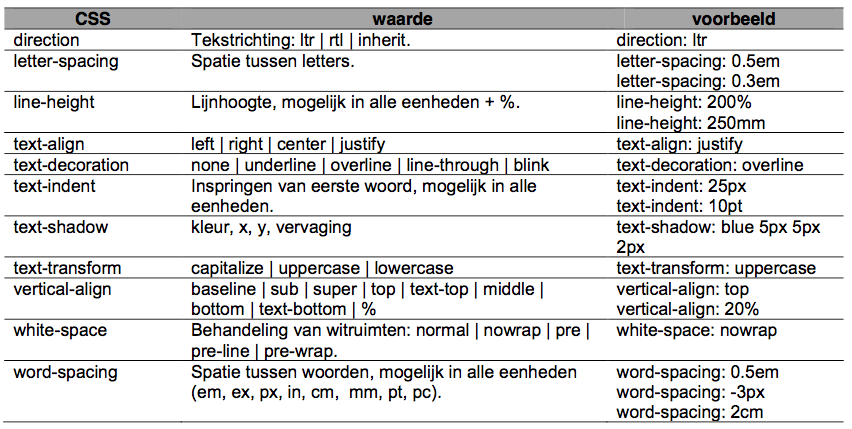 CSS waarde voorbeeld
direction Tekstrichting: ltr | rtl | inherit. direction: ltr
letter-spacing Spatie tussen letters. letter-spacing: 0.5em
letter-spacing: 0.3em
line-height Lijnhoogte, mogelijk in alle eenheden + %. line-height: 200%
line-height: 250mm
text-align left | right | center | justify text-align: justify
text-decoration none | underline | overline | line-through | blink text-decoration: overline
text-indent Inspringen van eerste woord, mogelijk in alle text-indent: 25px
eenheden. text-indent: 10pt
text-shadow kleur, x, y, vervaging text-shadow: blue 5px 5px
2px
text-transform capitalize | uppercase | lowercase text-transform: uppercase
vertical-align baseline | sub | super | top | text-top | middle | vertical-align: top
bottom | text-bottom | % vertical-align: 20%
white-space Behandeling van witruimten: normal | nowrap | pre | white-space: nowrap
pre-line | pre-wrap.
word-spacing Spatie tussen woorden, mogelijk in alle eenheden word-spacing: 0.5em
(em, ex, px, in, cm, mm, pt, pc). word-spacing: -3px
word-spacing: 2cm